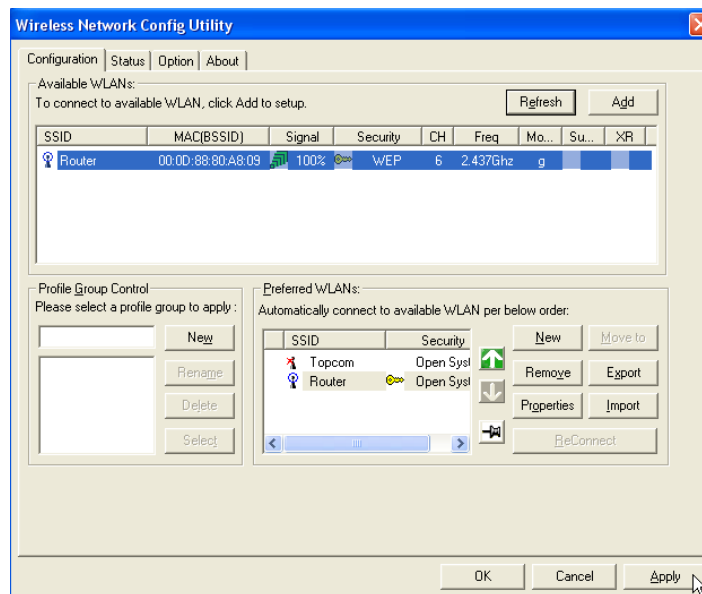 Wireless Network Config Utility
Configuration Status Option About
Available WLANs:
To connect to available WLAN, click Add to setup.
Refresh Add
SSID MAC(BSSID) Signal Security CH Freq Mo... Su... XR
Router 00:0D:88:80:A8:09 100% WEP 6 2.437Ghz g
Profile Group Control
Please select a profile group to apply :
New
Rename
Delete
Select
Preferred WLANs:
Automatically connect to available WLAN per below order:
SSID Security
Topcom Open Syst
Router Open Syst
New Move to
Remove Export
Properties Import
ReConnect
OK Cancel Apply